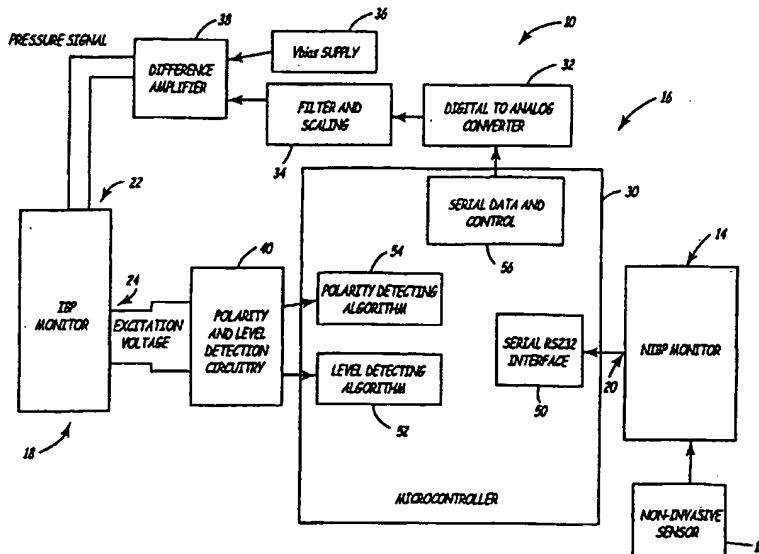 38
36
10
PRESSURE SIGNAL
DIFFERENCE
AMPLIFIER
Vbias SUPPLY
32
FILTER AND
SCALING
DIGITAL TO ANALOG
CONVERTER
16
34
22
30
SERIAL DATA AND
CONTROL
56
14
40
54
24
IBP
MONITOR
EXCITATION
VOLTAGE
POLARITY
AND LEVEL
DETECTION
CIRCUITRY
POLARITY DETECTING
ALGORITHM
SERIAL RS232
INTERFACE
NIBP MONITOR
LEVEL DETECTING
ALGORITHM
50
20
52
18
MICROCONTROLLER
NON-INVASIVE
SENSOR